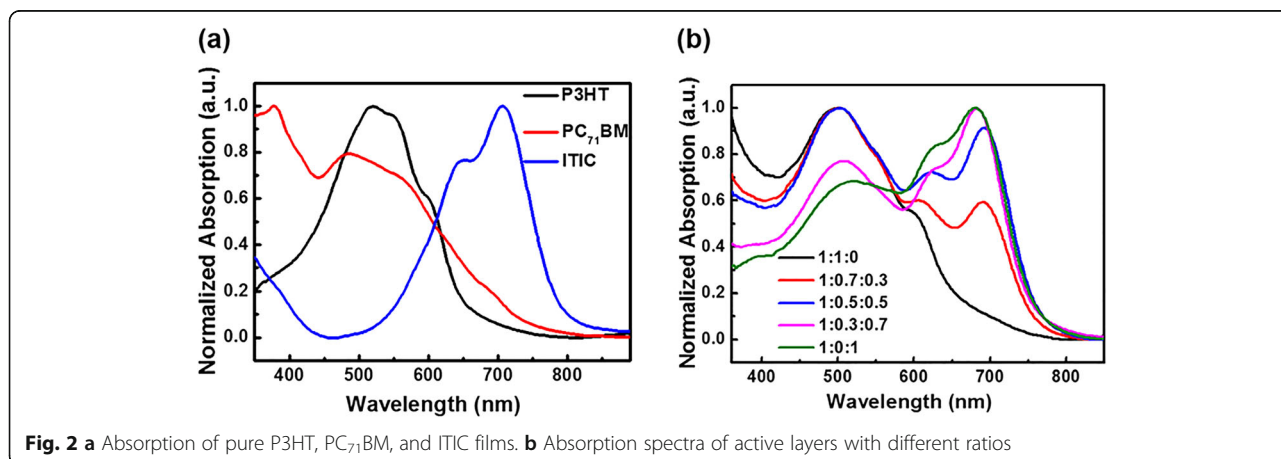 (a)
Normalized Absorption (a.u.)
1.0
0.8
0.6
0.4
0.2
0.0
P3HT
PC₇₁BM
ITIC
400 500 600 700 800
Wavelength (nm)
(b)
Normalized Absorption (a.u.)
1.0
0.8
0.6
0.4
0.2
0.0
1:1:0
1:0.7:0.3
1:0.5:0.5
1:0.3:0.7
1:0:1
400 500 600 700 800
Wavelength (nm)
Fig. 2 a Absorption of pure P3HT, PC₇₁BM, and ITIC films. b Absorption spectra of active layers with different ratios